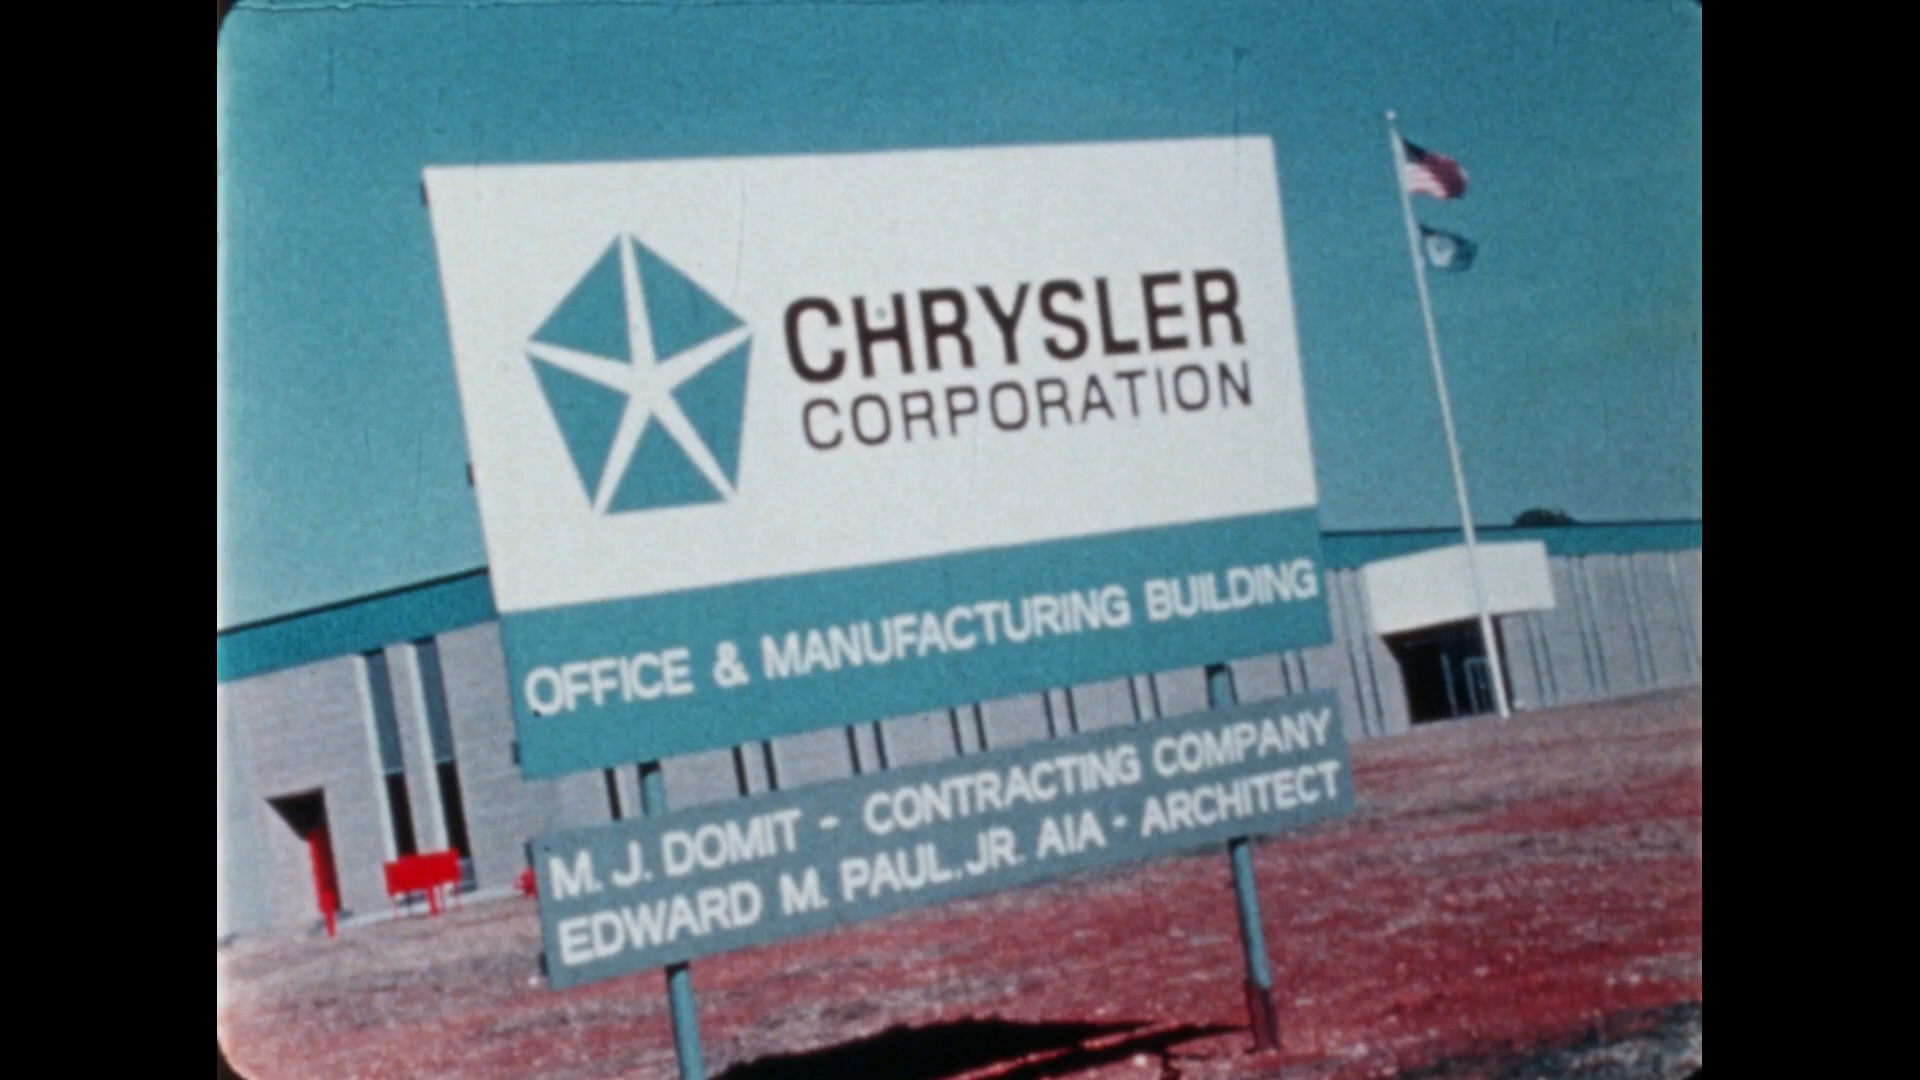 CHRYSLER
CORPORATION
OFFICE & MANUFACTURING BUILDING
M. J. DOMIT - CONTRACTING COMPANY
EDWARD M. PAUL, JR. AIA - ARCHITECT